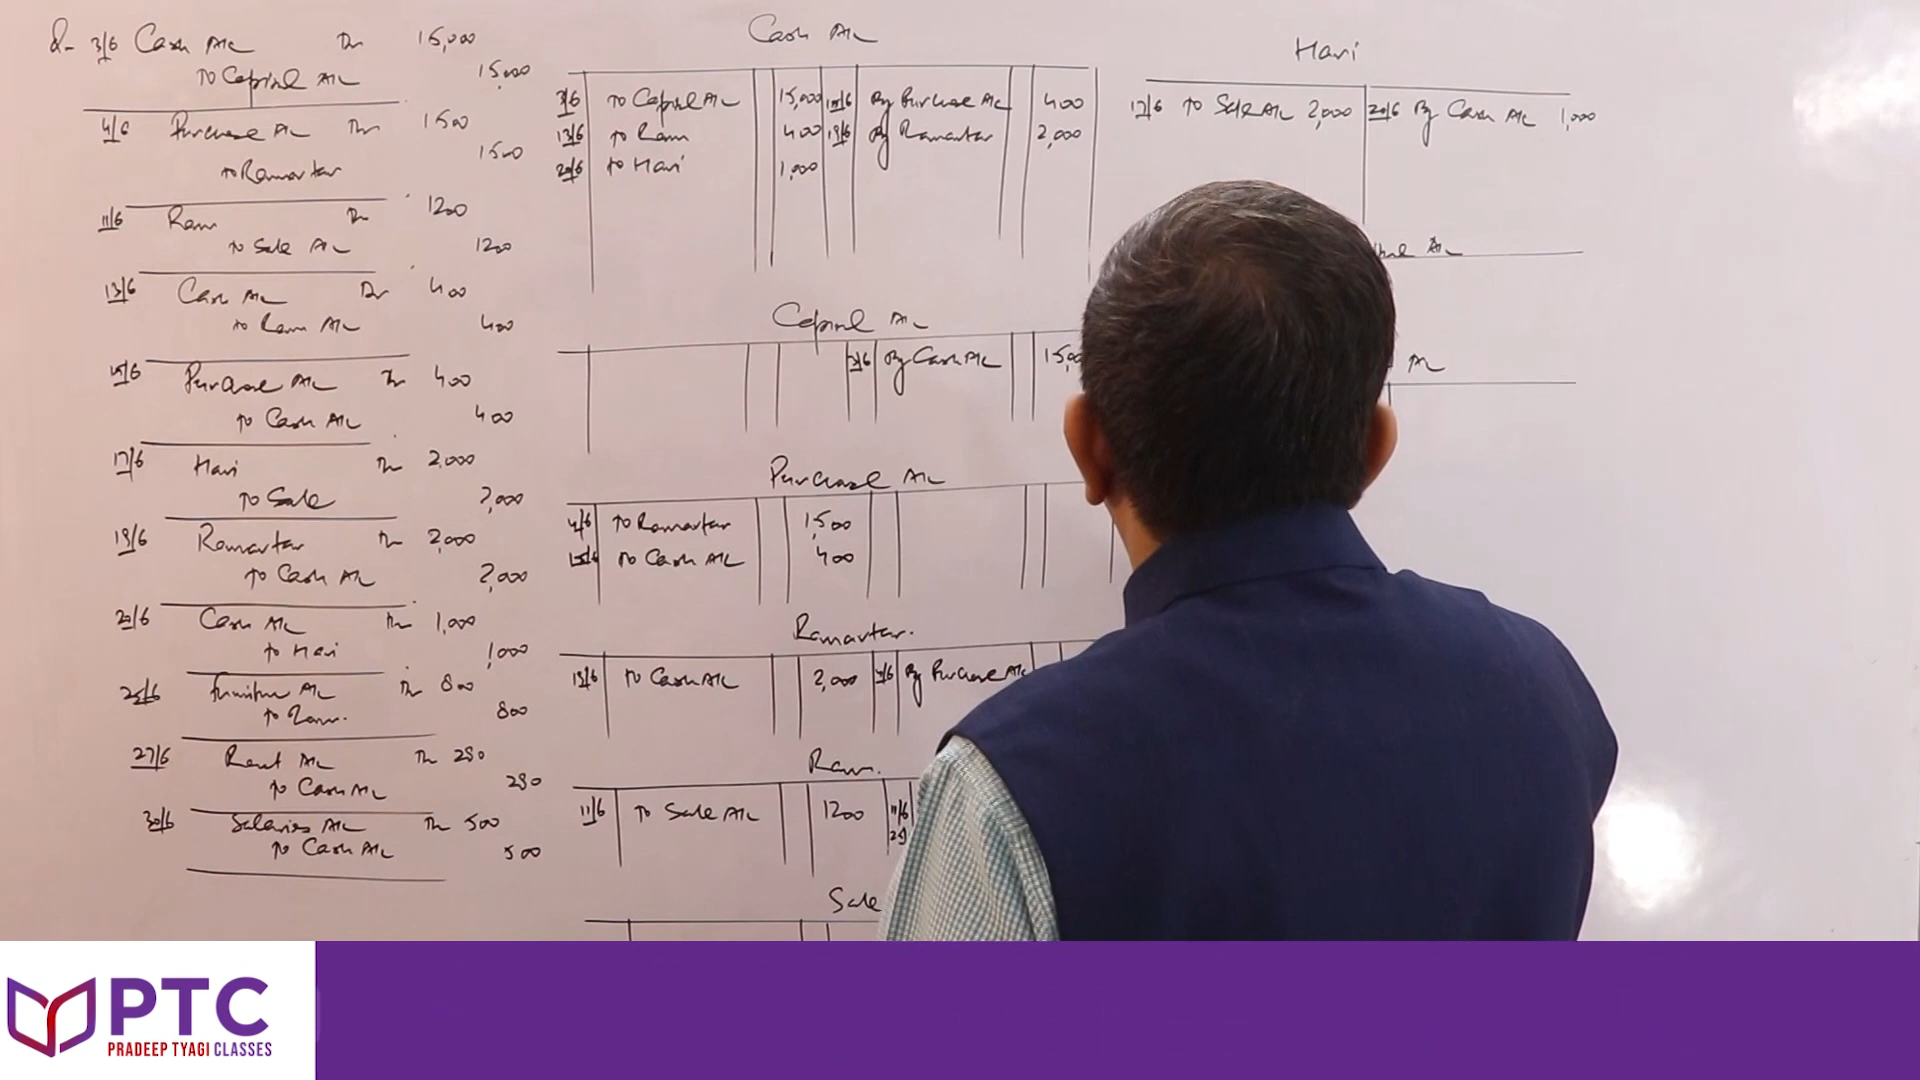 Q- 3/6 Cash A/c Dr 15,000
To Capital A/c 15,000
4/6 Purchase A/c Dr 1500
To Ramavtar 1500
11/6 Ram Dr 1200
To Sale A/c 1200
13/6 Cash A/c Dr 400
To Ram A/c 400
15/6 Purchase A/c Dr 400
To Cash A/c 400
17/6 Hari Dr 2,000
To Sale 2,000
19/6 Ramavtar Dr 2,000
To Cash A/c 2,000
20/6 Cash A/c Dr 1,000
To Hari 1,000
25/6 Furniture A/c Dr 800
To Ram. 800
27/6 Rent A/c Dr 250
To Cash A/c 250
30/6 Salaries A/c Dr 500
To Cash A/c 500
Cash A/c
3/6 To Capital A/c 15,000 15/6 By Purchase A/c 400
13/6 To Ram 400 19/6 By Ramavtar 2,000
20/6 To Hari 1,000
Capital A/c
3/6 By Cash A/c
Purchase A/c
4/6 To Ramavtar 1,500
15/6 To Cash A/c 400
Ramavtar.
19/6 To Cash A/c 2,000 4/6 By Purchase A/c
Ram.
11/6 To Sale A/c 1200 11/6
Sale
Hari
17/6 To Sale A/c 2,000 20/6 By Cash A/c 1,000
A/c
A/c
PTC
PRADEEP TYAGI CLASSES